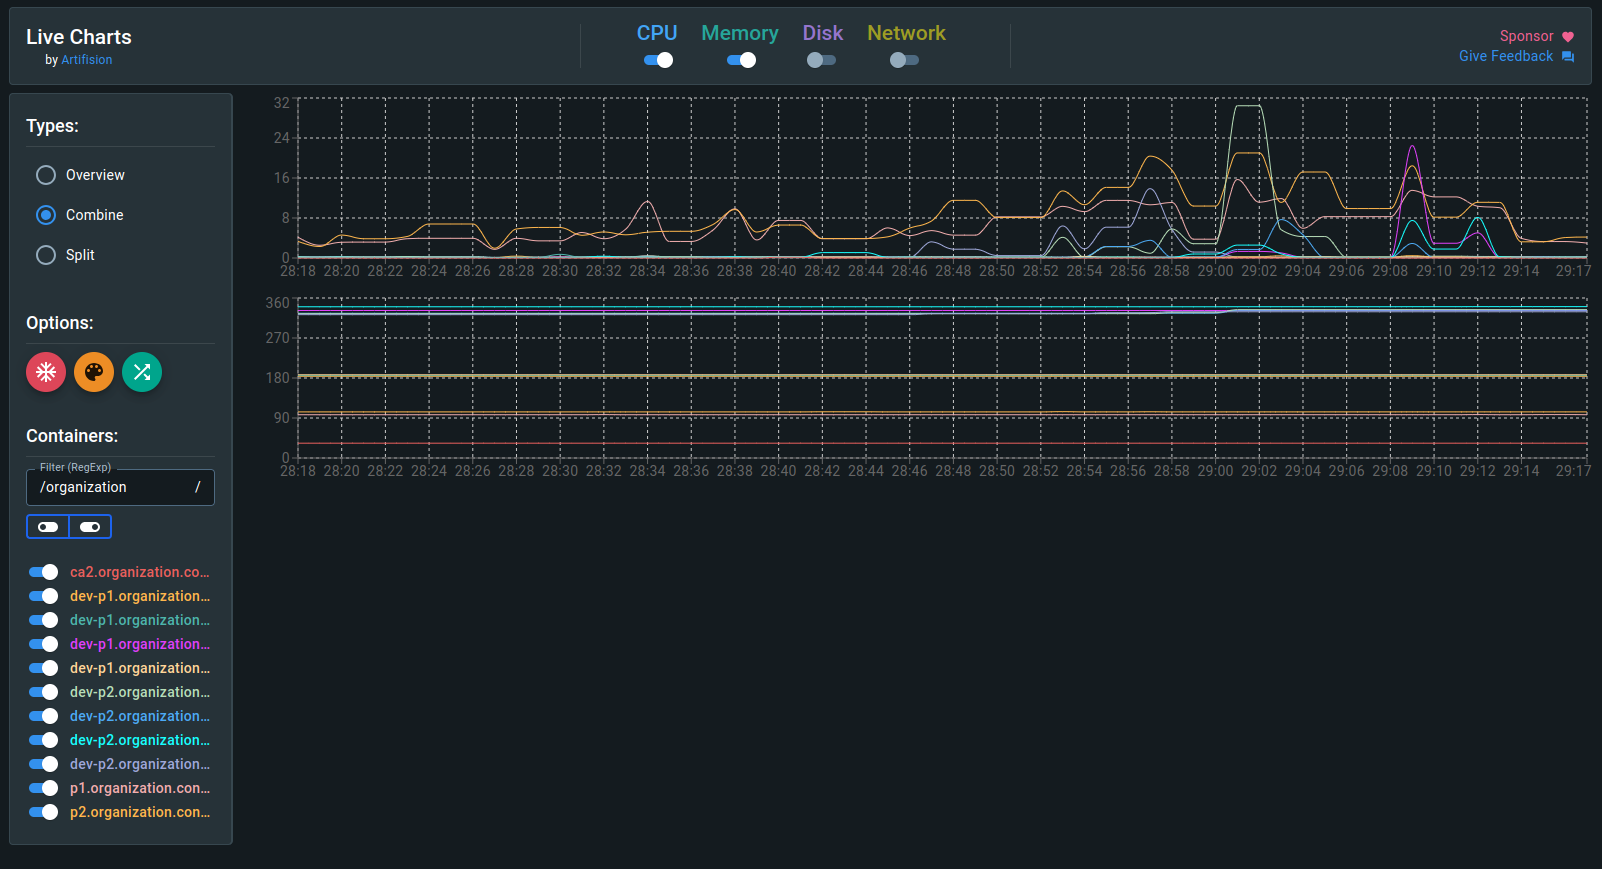 Live Charts
by Artifision
CPU Memory Disk Network
Sponsor
Give Feedback
Types:
Overview
Combine
Split
Options:
Containers:
Filter (RegExp)
/organization /
ca2.organization.co...
dev-p1.organization...
dev-p1.organization...
dev-p1.organization...
dev-p1.organization...
dev-p2.organization...
dev-p2.organization...
dev-p2.organization...
dev-p2.organization...
p1.organization.con...
p2.organization.con...
32
24
16
8
0
28:18 28:20 28:22 28:24 28:26 28:28 28:30 28:32 28:34 28:36 28:38 28:40 28:42 28:44 28:46 28:48 28:50 28:52 28:54 28:56 28:58 29:00 29:02 29:04 29:06 29:08 29:10 29:12 29:14 29:17
360
270
180
90
0
28:18 28:20 28:22 28:24 28:26 28:28 28:30 28:32 28:34 28:36 28:38 28:40 28:42 28:44 28:46 28:48 28:50 28:52 28:54 28:56 28:58 29:00 29:02 29:04 29:06 29:08 29:10 29:12 29:14 29:17